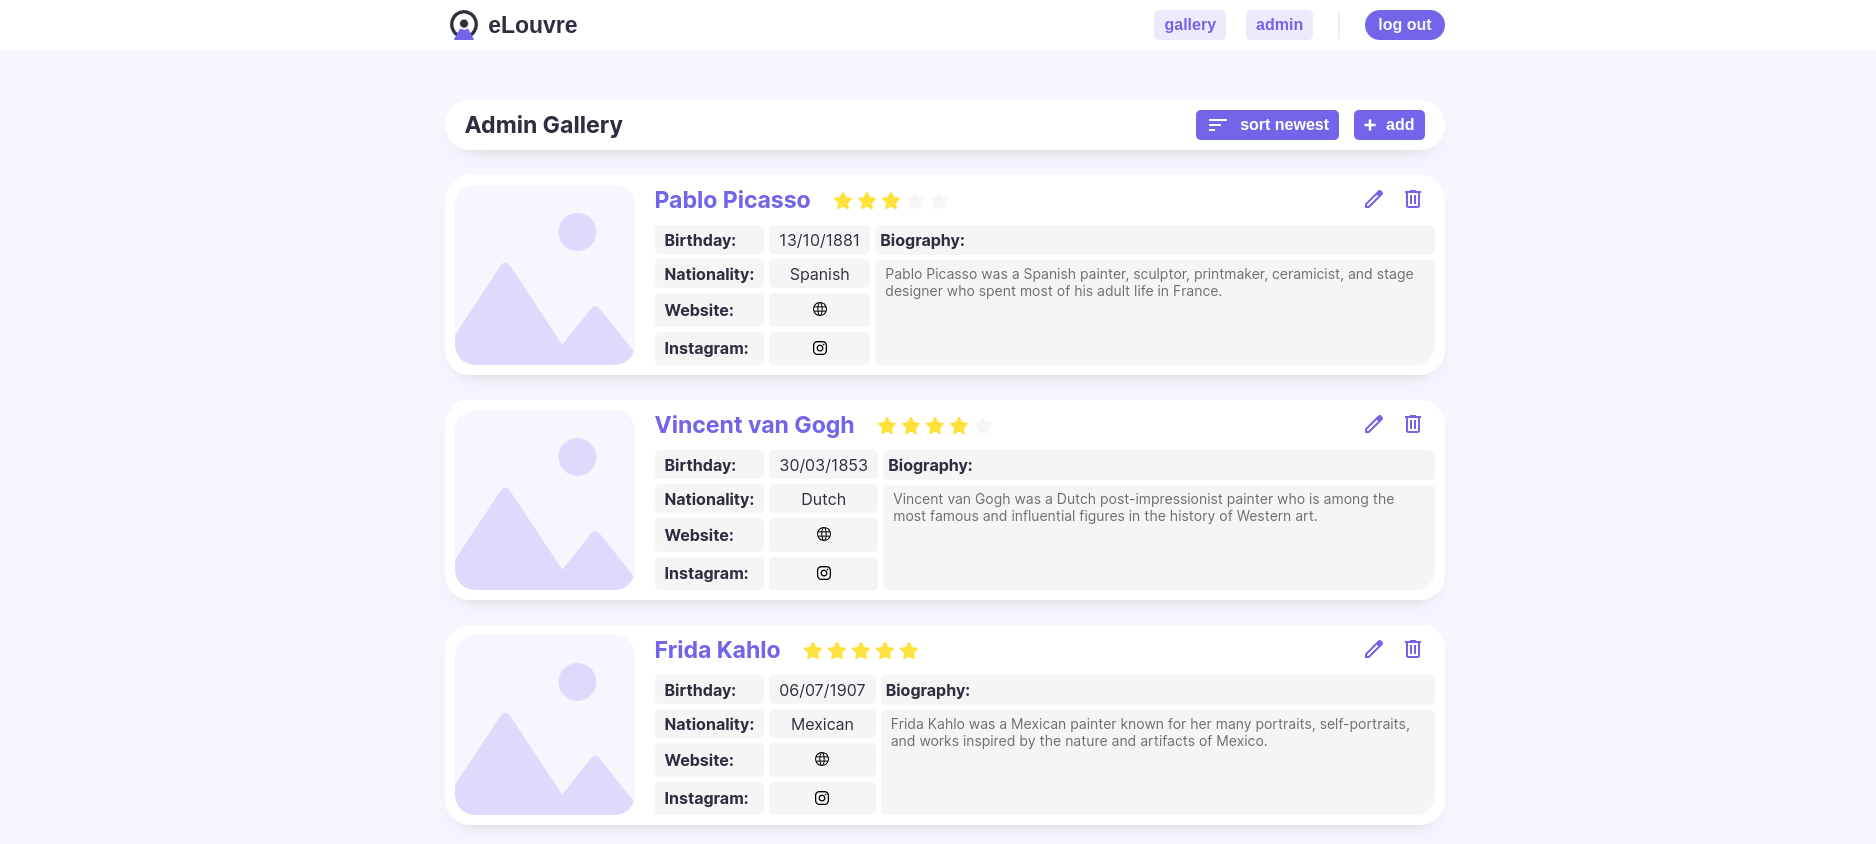 eLouvre
gallery
admin
log out
Admin Gallery
sort newest
add
Pablo Picasso
Birthday:
13/10/1881
Biography:
Nationality:
Spanish
Pablo Picasso was a Spanish painter, sculptor, printmaker, ceramicist, and stage
designer who spent most of his adult life in France.
Website:
Instagram:
Vincent van Gogh
Birthday:
30/03/1853
Biography:
Nationality:
Dutch
Vincent van Gogh was a Dutch post-impressionist painter who is among the
most famous and influential figures in the history of Western art.
Website:
Instagram:
Frida Kahlo
Birthday:
06/07/1907
Biography:
Nationality:
Mexican
Frida Kahlo was a Mexican painter known for her many portraits, self-portraits,
and works inspired by the nature and artifacts of Mexico.
Website:
Instagram: